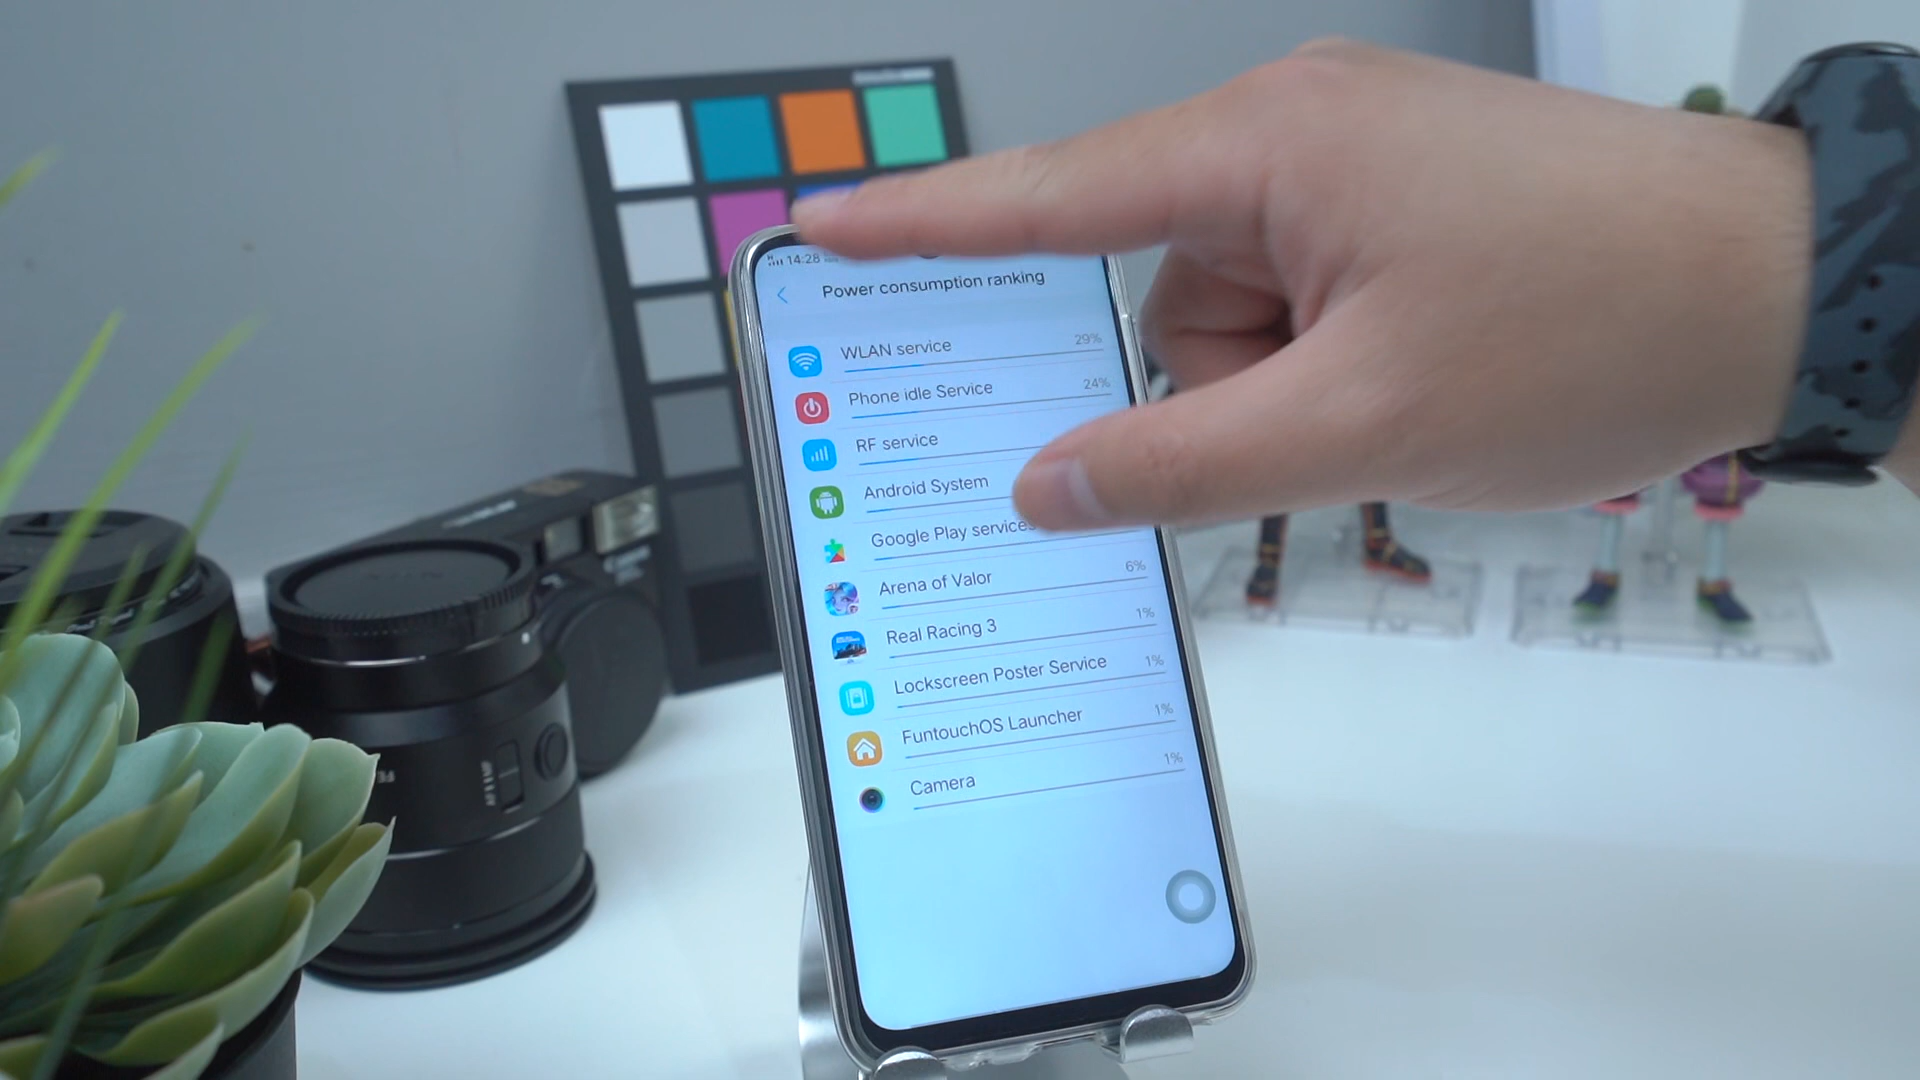 14:28
Power consumption ranking
WLAN service 29%
Phone idle Service 24%
RF service
Android System
Google Play services
Arena of Valor 6%
Real Racing 3 1%
Lockscreen Poster Service 1%
FuntouchOS Launcher 1%
Camera 1%